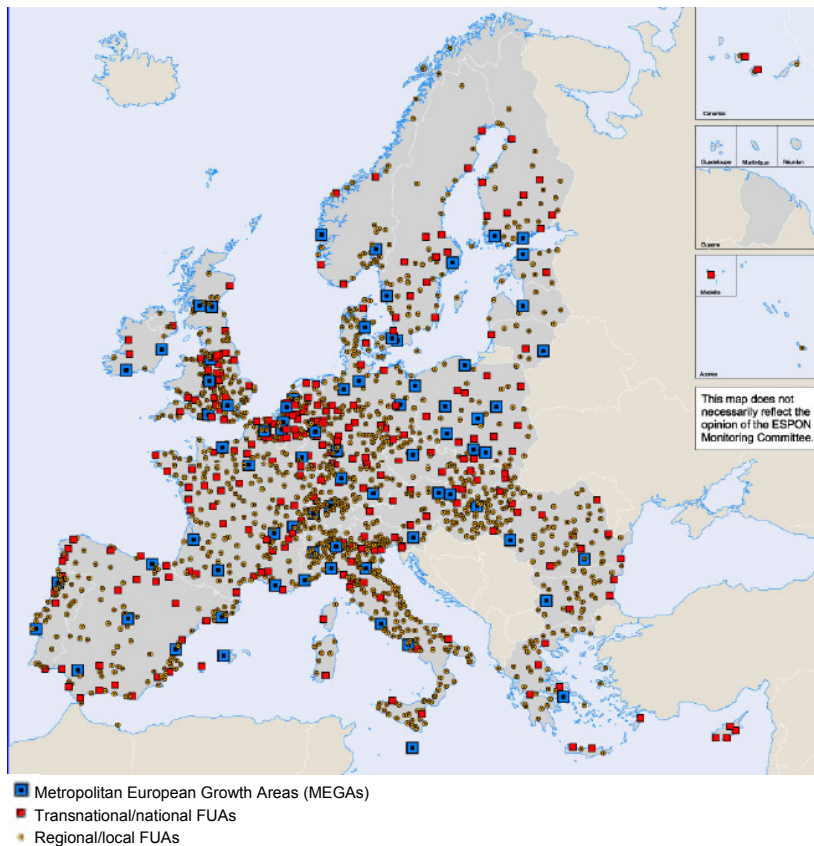 Canarias
Guadeloupe Martinique Réunion
Guyane
Madeira
Acores
This map does not
necessarily reflect the
opinion of the ESPON
Monitoring Committee.
Metropolitan European Growth Areas (MEGAs)
Transnational/national FUAs
Regional/local FUAs